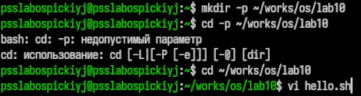 psslabospickiyj@psslabospickiyj:~$ mkdir -p ~/works/os/lab10
psslabospickiyj@psslabospickiyj:~$ cd -p ~/works/os/lab10
bash: cd: -p: недопустимый параметр
cd: использование: cd [-L|[-P [-e]]] [-@] [dir]
psslabospickiyj@psslabospickiyj:~$ cd ~/works/os/lab10
psslabospickiyj@psslabospickiyj:~/works/os/lab10$ vi hello.sh